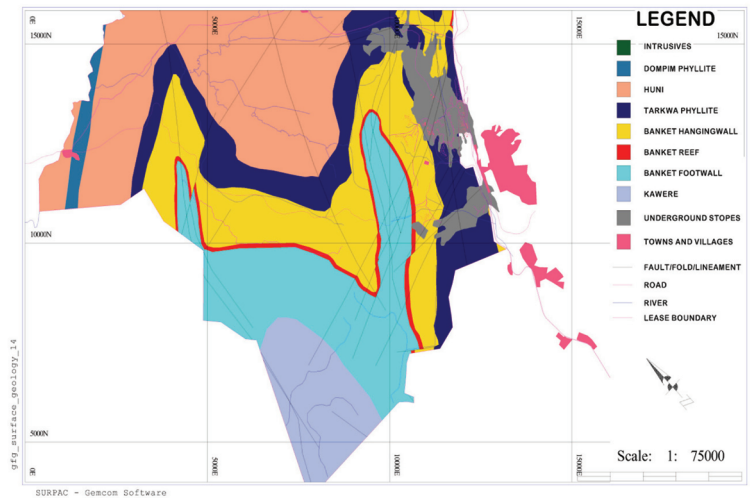 LEGEND
0E
5000E
10000E
15000E
15000N
15000N
INTRUSIVES
DOMPIM PHYLLITE
HUNI
TARKWA PHYLLITE
BANKET HANGINGWALL
BANKET REEF
BANKET FOOTWALL
KAWERE
UNDERGROUND STOPES
TOWNS AND VILLAGES
10000N
FAULT/FOLD/LINEAMENT
ROAD
RIVER
LEASE BOUNDARY
N
gfg_surface_geology_14
5000N
Scale: 1: 75000
0E
5000E
10000E
15000E
SURPAC - Gemcom Software